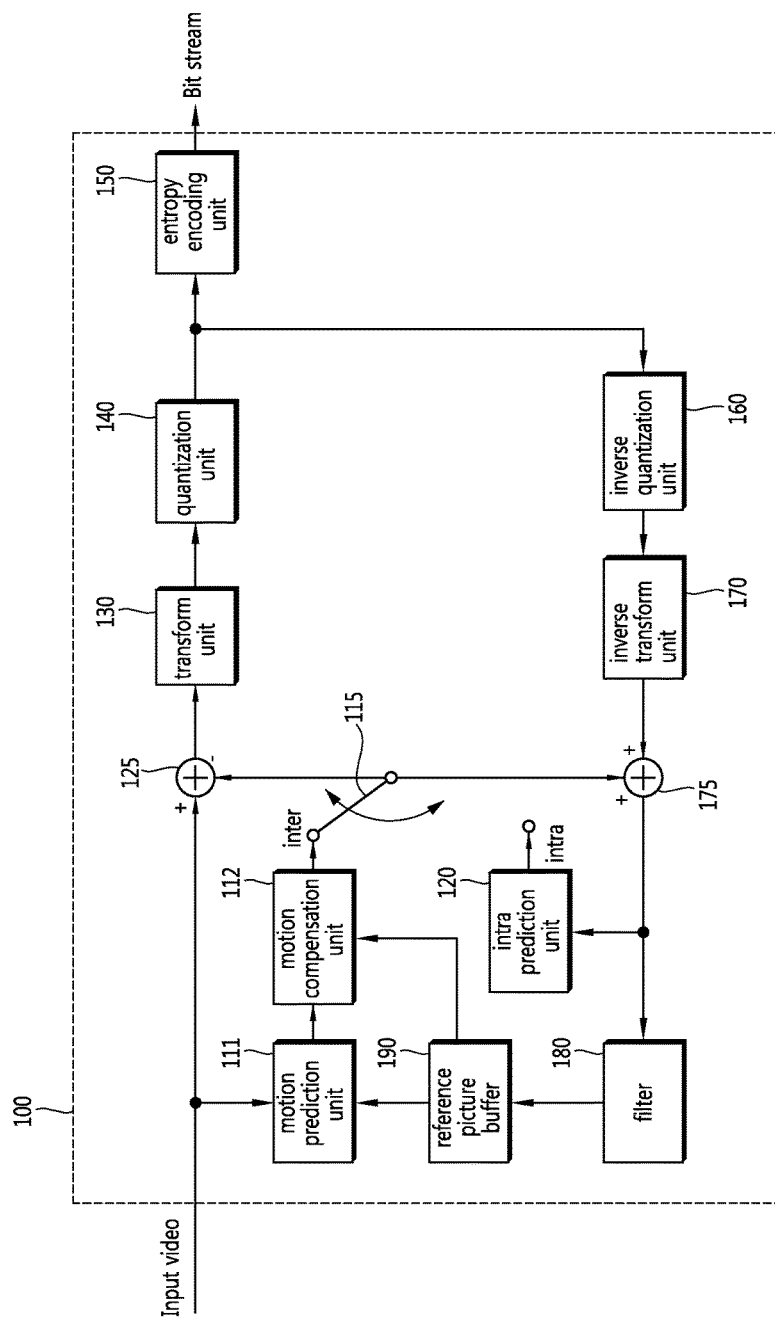 100
Input video
+
125
-
130
transform
unit
140
quantization
unit
150
entropy
encoding
unit
Bit stream
111
motion
prediction
unit
112
motion
compensation
unit
inter
115
190
reference
picture
buffer
120
intra
prediction
unit
intra
180
filter
+
+
175
170
inverse
transform
unit
160
inverse
quantization
unit